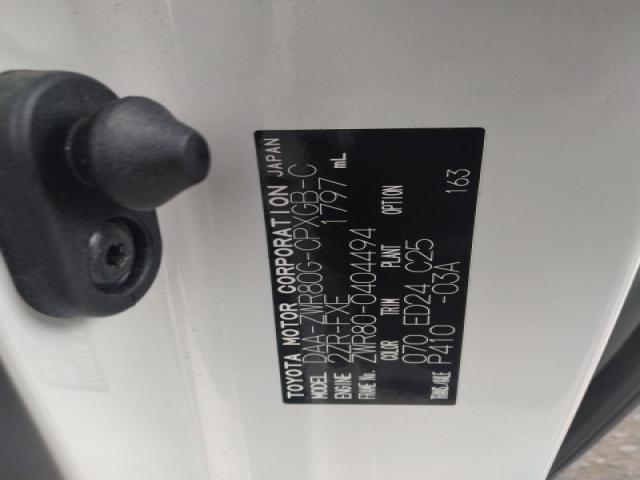 TOYOTA MOTOR CORPORATION JAPAN
MODEL DAA-ZWR80G-CPXGB-C
ENGINE 2ZR-FXE 1797 mL
FRAME No. ZWR80-0404494
COLOR TRIM PLANT OPTION
070 ED24 C25
TRNS./AXLE P410 -03A 163